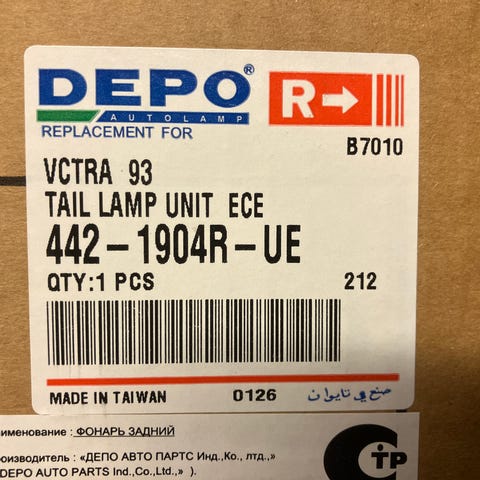 DEPO®
AUTOLAMP
R→
REPLACEMENT FOR
B7010
VCTRA 93
TAIL LAMP UNIT ECE
442-1904R-UE
QTY:1 PCS 212
MADE IN TAIWAN 0126 صنع في تايوان
аименование : ФОНАРЬ ЗАДНИЙ
роизводитель : «ДЕПО АВТО ПАРТС Инд.,Ко., лтд.,»
DEPO AUTO PARTS Ind.,Co.,Ltd.,» ).
СТР